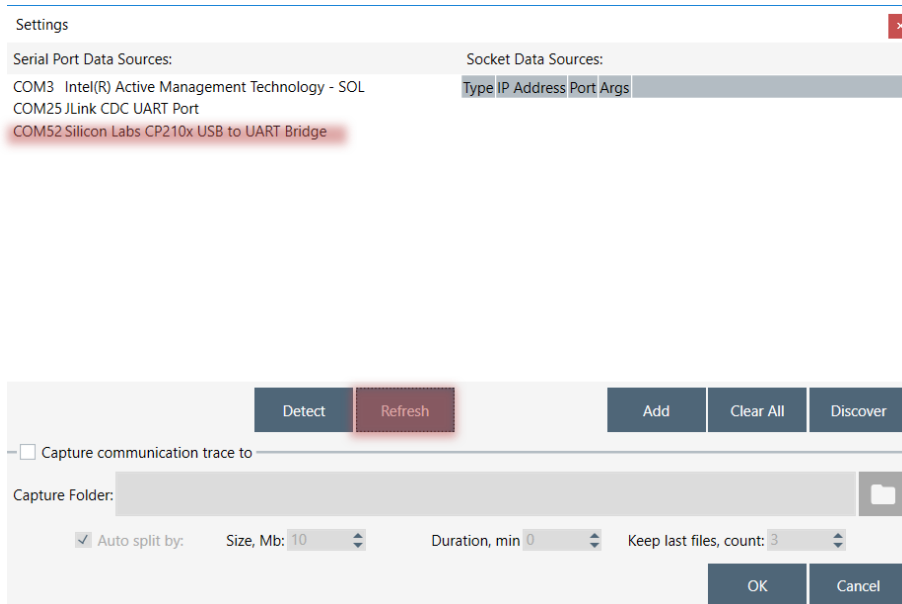 Settings
Serial Port Data Sources:
Socket Data Sources:
COM3 Intel(R) Active Management Technology - SOL
COM25 JLink CDC UART Port
COM52 Silicon Labs CP210x USB to UART Bridge
Type IP Address Port Args
Detect Refresh Add Clear All Discover
Capture communication trace to
Capture Folder:
Auto split by: Size, Mb: 10 Duration, min 0 Keep last files, count: 3
OK Cancel